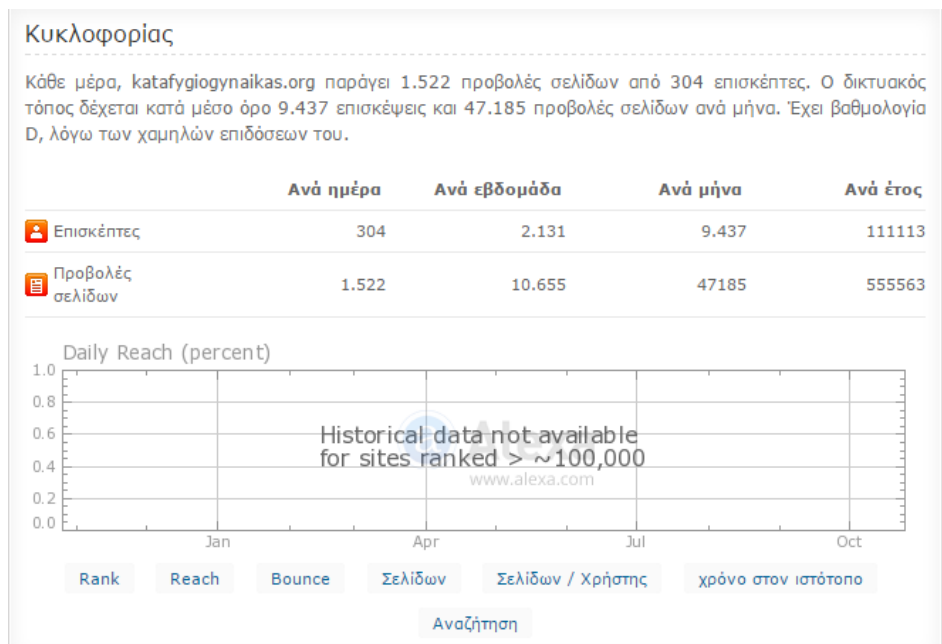 Κυκλοφορίας
Κάθε μέρα, katafygiogynaikas.org παράγει 1.522 προβολές σελίδων από 304 επισκέπτες. Ο δικτυακός
τόπος δέχεται κατά μέσο όρο 9.437 επισκέψεις και 47.185 προβολές σελίδων ανά μήνα. Έχει βαθμολογία
D, λόγω των χαμηλών επιδόσεων του.
Ανά ημέρα Ανά εβδομάδα Ανά μήνα Ανά έτος
Επισκέπτες 304 2.131 9.437 111113
Προβολές
σελίδων 1.522 10.655 47185 555563
Daily Reach (percent)
1.0
0.8
0.6
0.4
0.2
0.0
Historical data not available
for sites ranked > ~100,000
Alexa
www.alexa.com
Jan Apr Jul Oct
Rank Reach Bounce Σελίδων Σελίδων / Χρήστης χρόνο στον ιστότοπο
Αναζήτηση